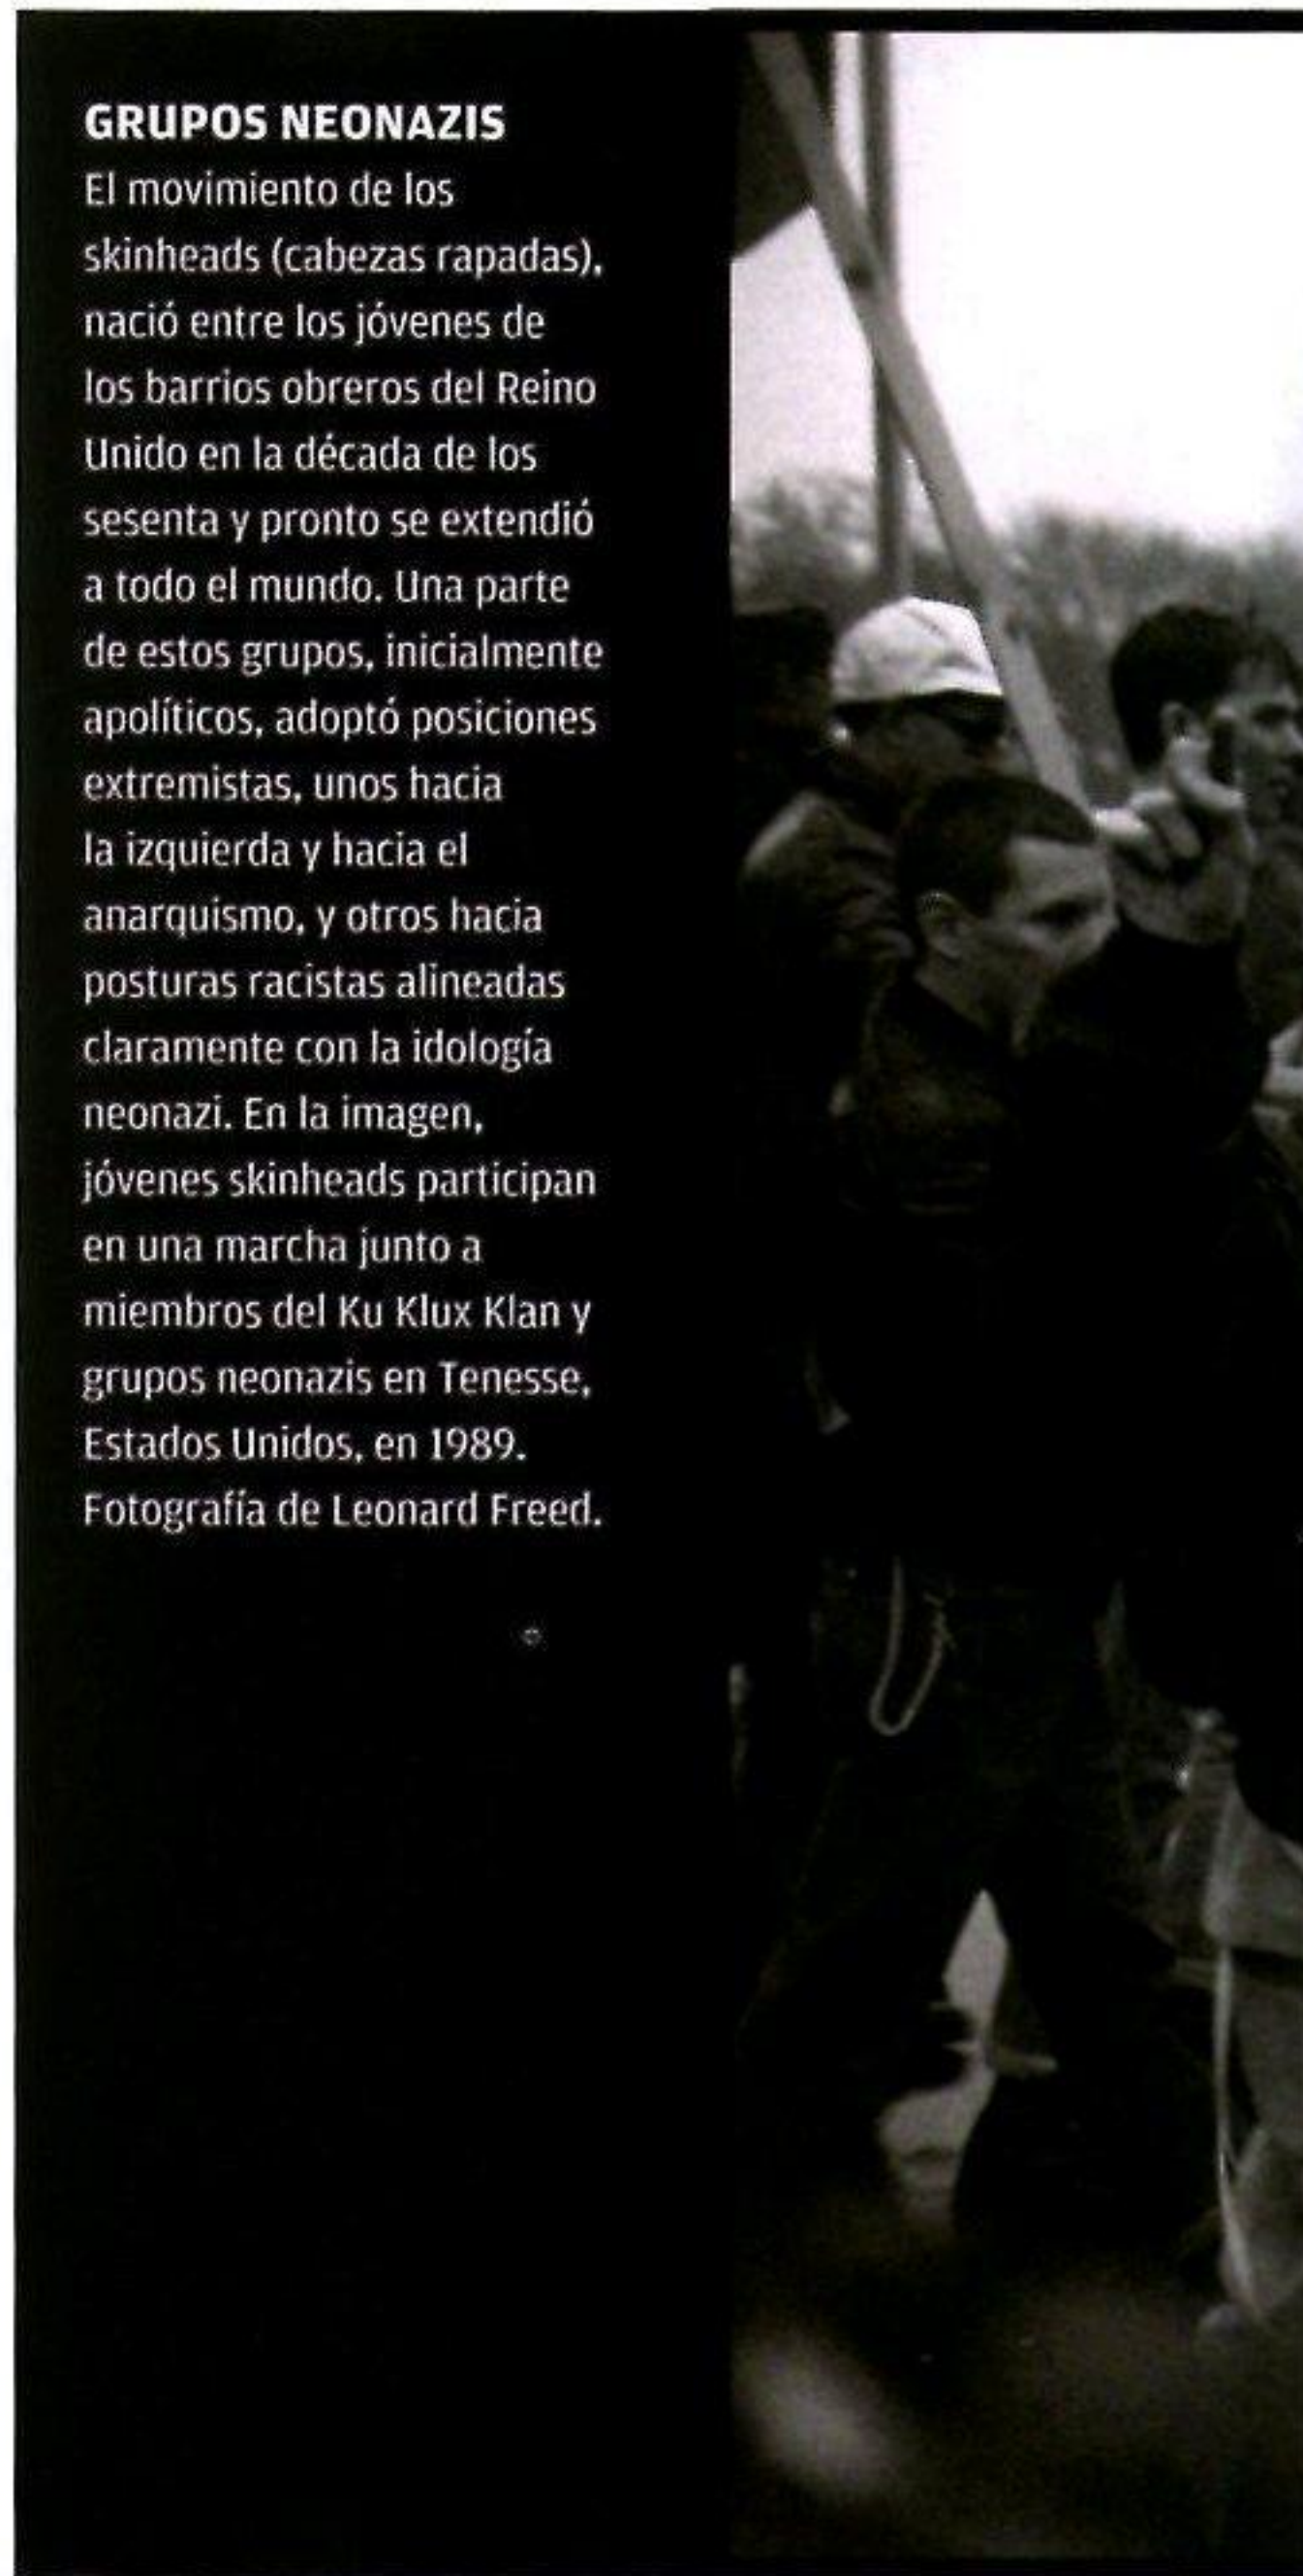 GRUPOS NEONAZIS
El movimiento de los
skinheads (cabezas rapadas),
nació entre los jóvenes de
los barrios obreros del Reino
Unido en la década de los
sesenta y pronto se extendió
a todo el mundo. Una parte
de estos grupos, inicialmente
apolíticos, adoptó posiciones
extremistas, unos hacia
la izquierda y hacia el
anarquismo, y otros hacia
posturas racistas alineadas
claramente con la idología
neonazi. En la imagen,
jóvenes skinheads participan
en una marcha junto a
miembros del Ku Klux Klan y
grupos neonazis en Tenesse,
Estados Unidos, en 1989.
Fotografía de Leonard Freed.